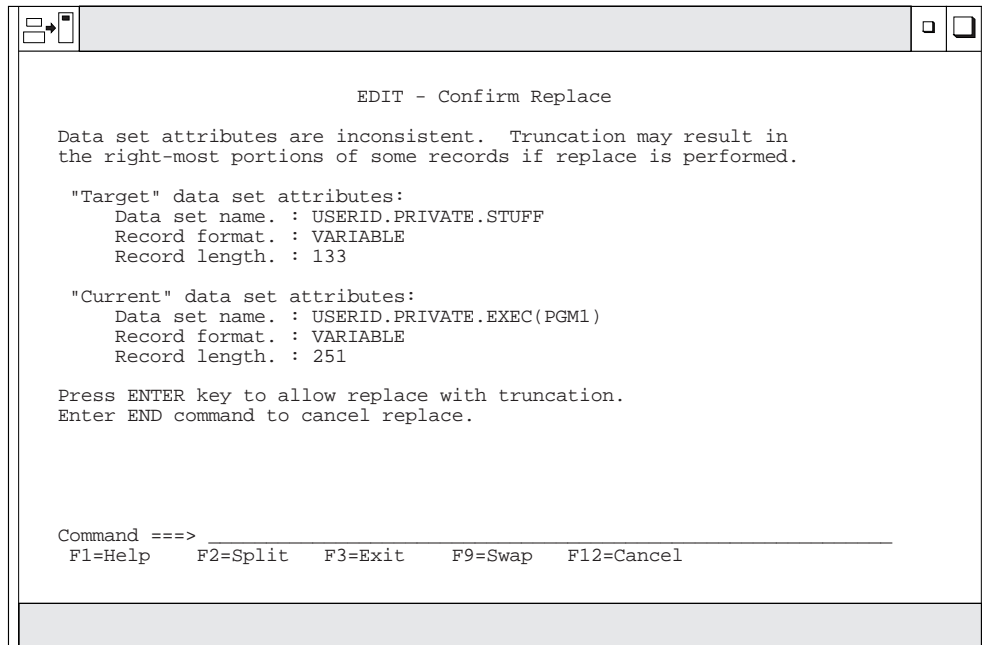 EDIT - Confirm Replace
Data set attributes are inconsistent. Truncation may result in
the right-most portions of some records if replace is performed.
"Target" data set attributes:
Data set name. : USERID.PRIVATE.STUFF
Record format. : VARIABLE
Record length. : 133
"Current" data set attributes:
Data set name. : USERID.PRIVATE.EXEC(PGM1)
Record format. : VARIABLE
Record length. : 251
Press ENTER key to allow replace with truncation.
Enter END command to cancel replace.
Command ===> ___________________________________________________________
F1=Help F2=Split F3=Exit F9=Swap F12=Cancel